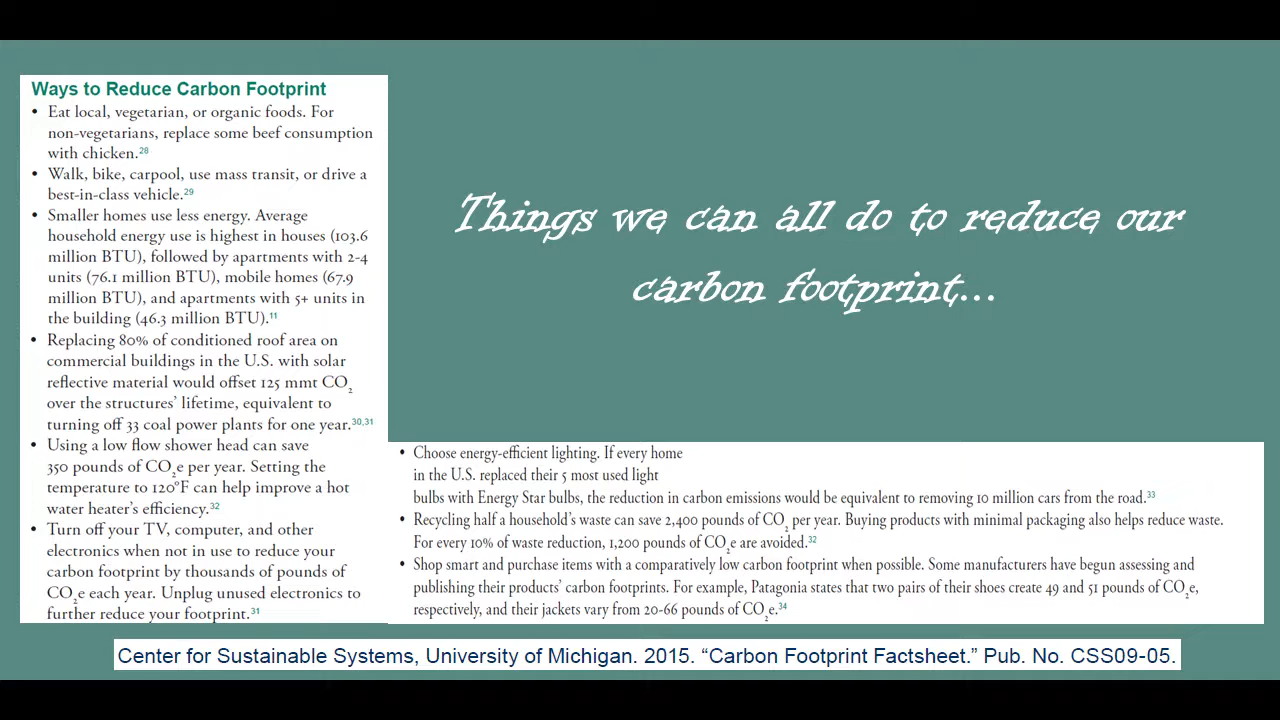 Ways to Reduce Carbon Footprint
• Eat local, vegetarian, or organic foods. For
non-vegetarians, replace some beef consumption
with chicken.28
• Walk, bike, carpool, use mass transit, or drive a
best-in-class vehicle.29
• Smaller homes use less energy. Average
household energy use is highest in houses (103.6
million BTU), followed by apartments with 2-4
units (76.1 million BTU), mobile homes (67.9
million BTU), and apartments with 5+ units in
the building (46.3 million BTU).11
• Replacing 80% of conditioned roof area on
commercial buildings in the U.S. with solar
reflective material would offset 125 mmt CO2
over the structures' lifetime, equivalent to
turning off 33 coal power plants for one year.30,31
• Using a low flow shower head can save
350 pounds of CO2e per year. Setting the
temperature to 120°F can help improve a hot
water heater's efficiency.32
• Turn off your TV, computer, and other
electronics when not in use to reduce your
carbon footprint by thousands of pounds of
CO2e each year. Unplug unused electronics to
further reduce your footprint.31
Things we can all do to reduce our
carbon footprint...
• Choose energy-efficient lighting. If every home
in the U.S. replaced their 5 most used light
bulbs with Energy Star bulbs, the reduction in carbon emissions would be equivalent to removing 10 million cars from the road.33
• Recycling half a household's waste can save 2,400 pounds of CO2 per year. Buying products with minimal packaging also helps reduce waste.
For every 10% of waste reduction, 1,200 pounds of CO2e are avoided.32
• Shop smart and purchase items with a comparatively low carbon footprint when possible. Some manufacturers have begun assessing and
publishing their products' carbon footprints. For example, Patagonia states that two pairs of their shoes create 49 and 51 pounds of CO2e,
respectively, and their jackets vary from 20-66 pounds of CO2e.34
Center for Sustainable Systems, University of Michigan. 2015. "Carbon Footprint Factsheet." Pub. No. CSS09-05.